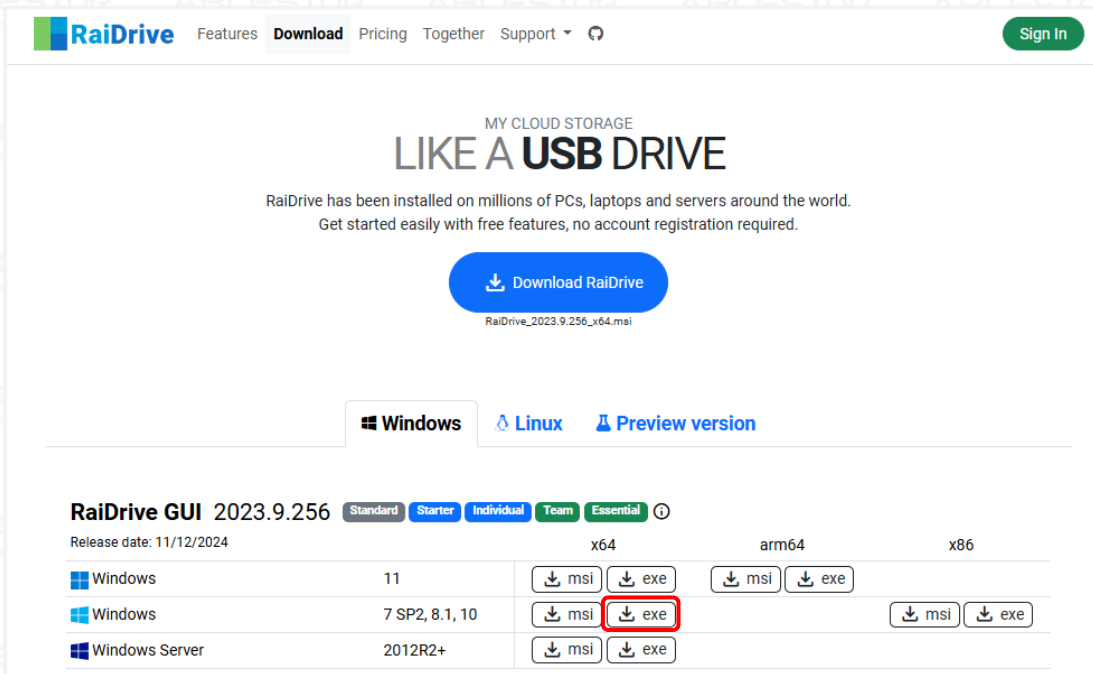 RaiDrive Features Download Pricing Together Support Sign In
MY CLOUD STORAGE
LIKE A USB DRIVE
RaiDrive has been installed on millions of PCs, laptops and servers around the world.
Get started easily with free features, no account registration required.
Download RaiDrive
RaiDrive_2023.9.256_x64.msi
Windows Linux Preview version
RaiDrive GUI 2023.9.256 Standard Starter Individual Team Essential
Release date: 11/12/2024
x64 arm64 x86
Windows 11 msi exe msi exe
Windows 7 SP2, 8.1, 10 msi exe msi exe
Windows Server 2012R2+ msi exe